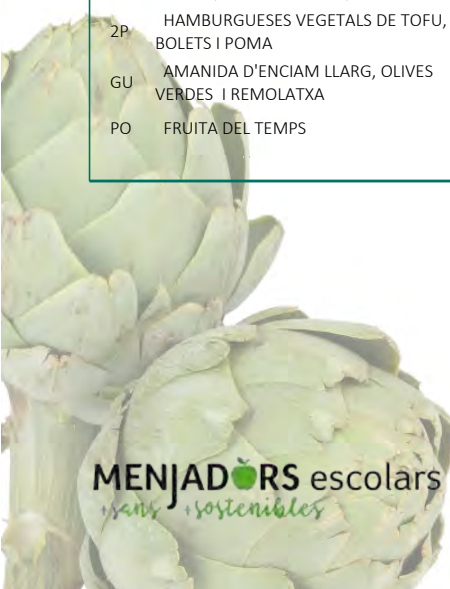 2P HAMBURGUESES VEGETALS DE TOFU,
BOLETS I POMA
GU AMANIDA D'ENCIAM LLARG, OLIVES
VERDES I REMOLATXA
PO FRUITA DEL TEMPS
MENJADORS escolars
+sans +sostenibles